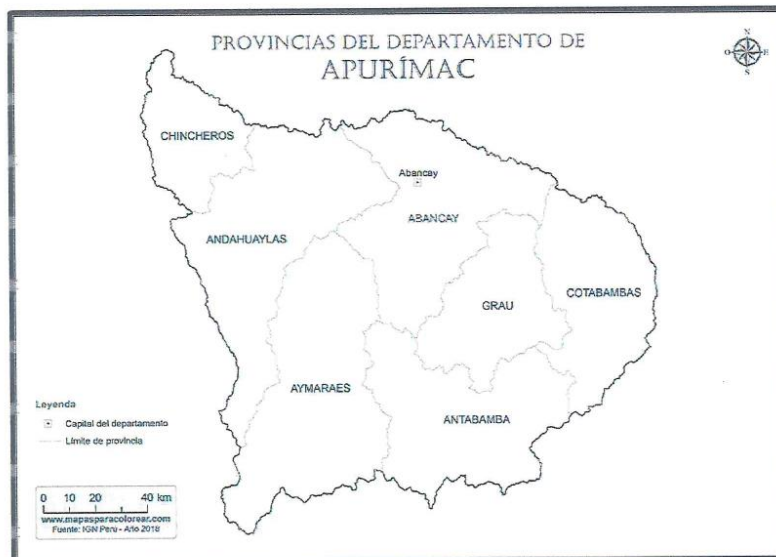 PROVINCIAS DEL DEPARTAMENTO DE
APURÍMAC
N
O E
S
CHINCHEROS
Abancay
ABANCAY
ANDAHUAYLAS
COTABAMBAS
GRAU
AYMARAES
ANTABAMBA
Leyenda
Capital del departamento
Límite de provincia
0 10 20 40 km
www.mapasparacolorear.com
Fuente: IGN Peru - Año 2018